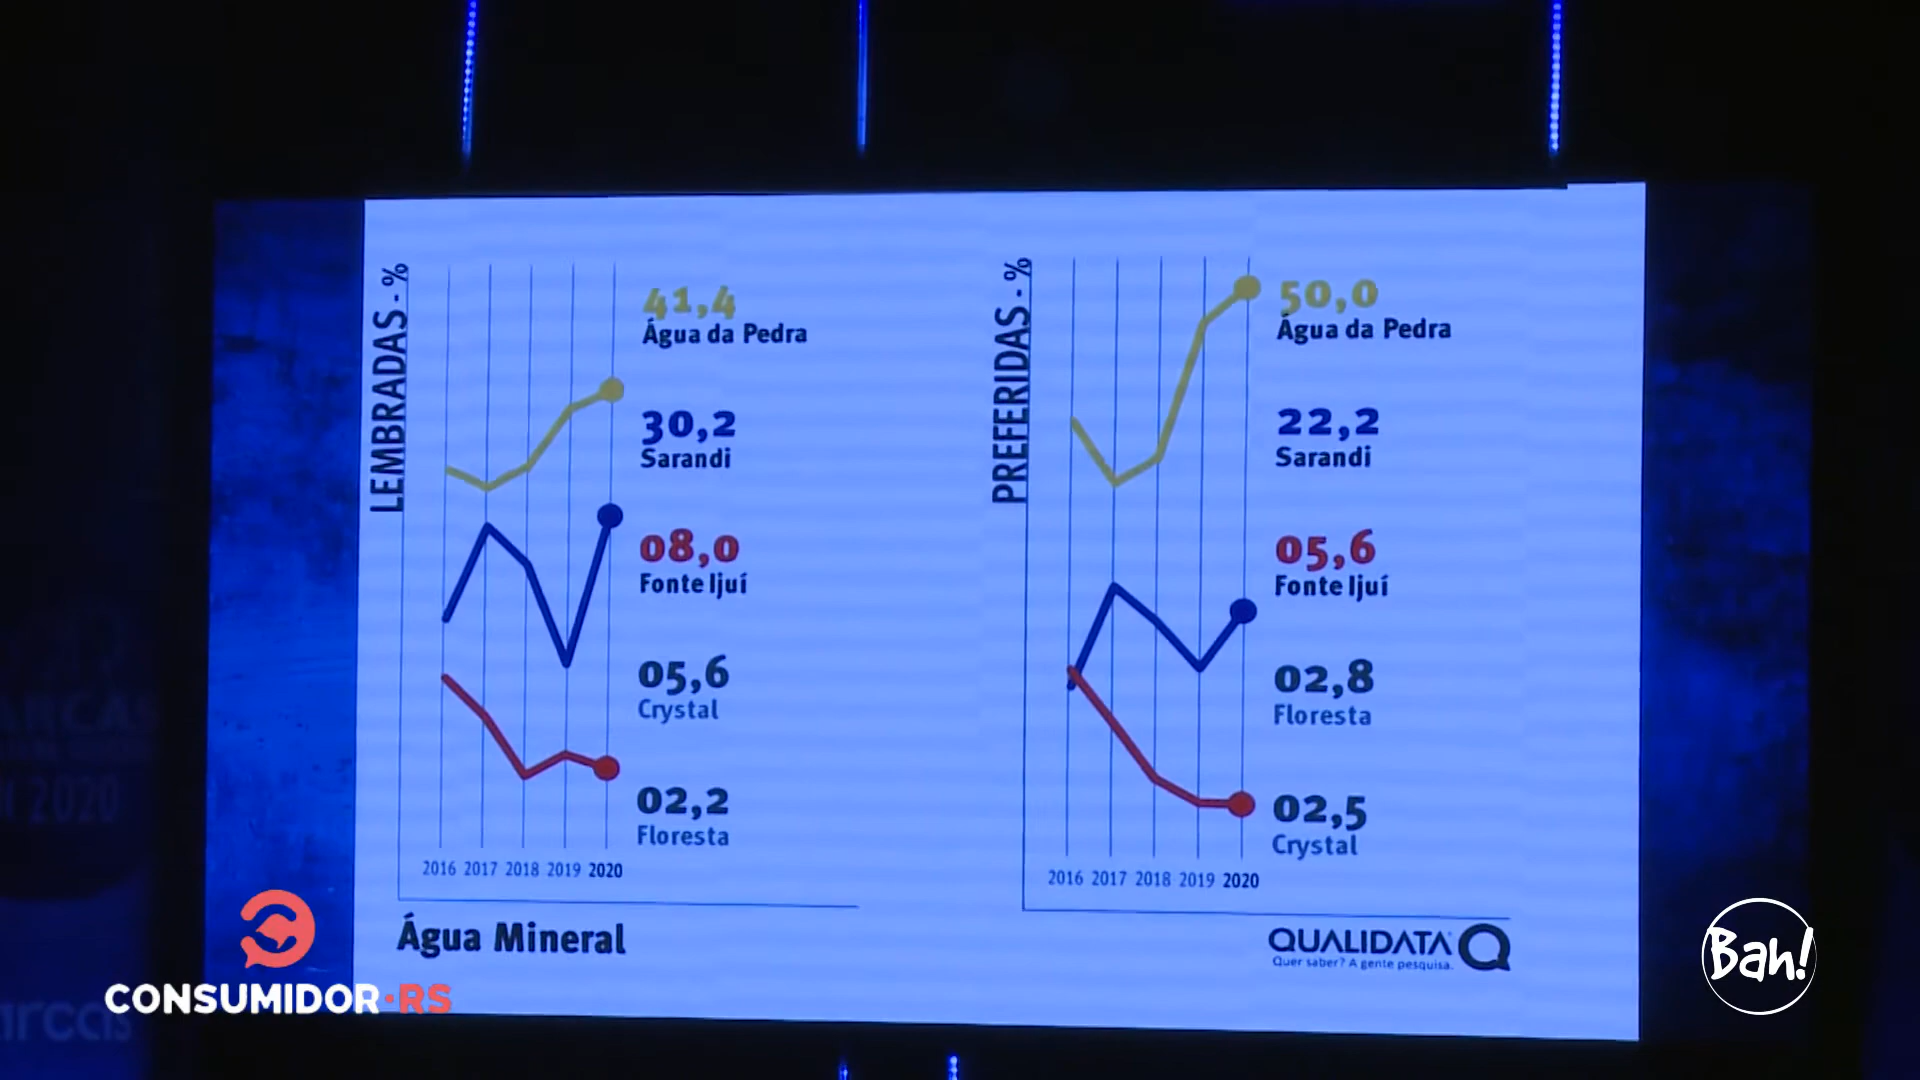 LEMBRADAS - %
41,4
Água da Pedra
30,2
Sarandi
08,0
Fonte Ijuí
05,6
Crystal
02,2
Floresta
2016 2017 2018 2019 2020
Água Mineral
PREFERIDAS - %
50,0
Água da Pedra
22,2
Sarandi
05,6
Fonte Ijuí
02,8
Floresta
02,5
Crystal
2016 2017 2018 2019 2020
QUALIDATA
Quer saber? A gente pesquisa.
CONSUMIDOR·RS
Bah!
2020